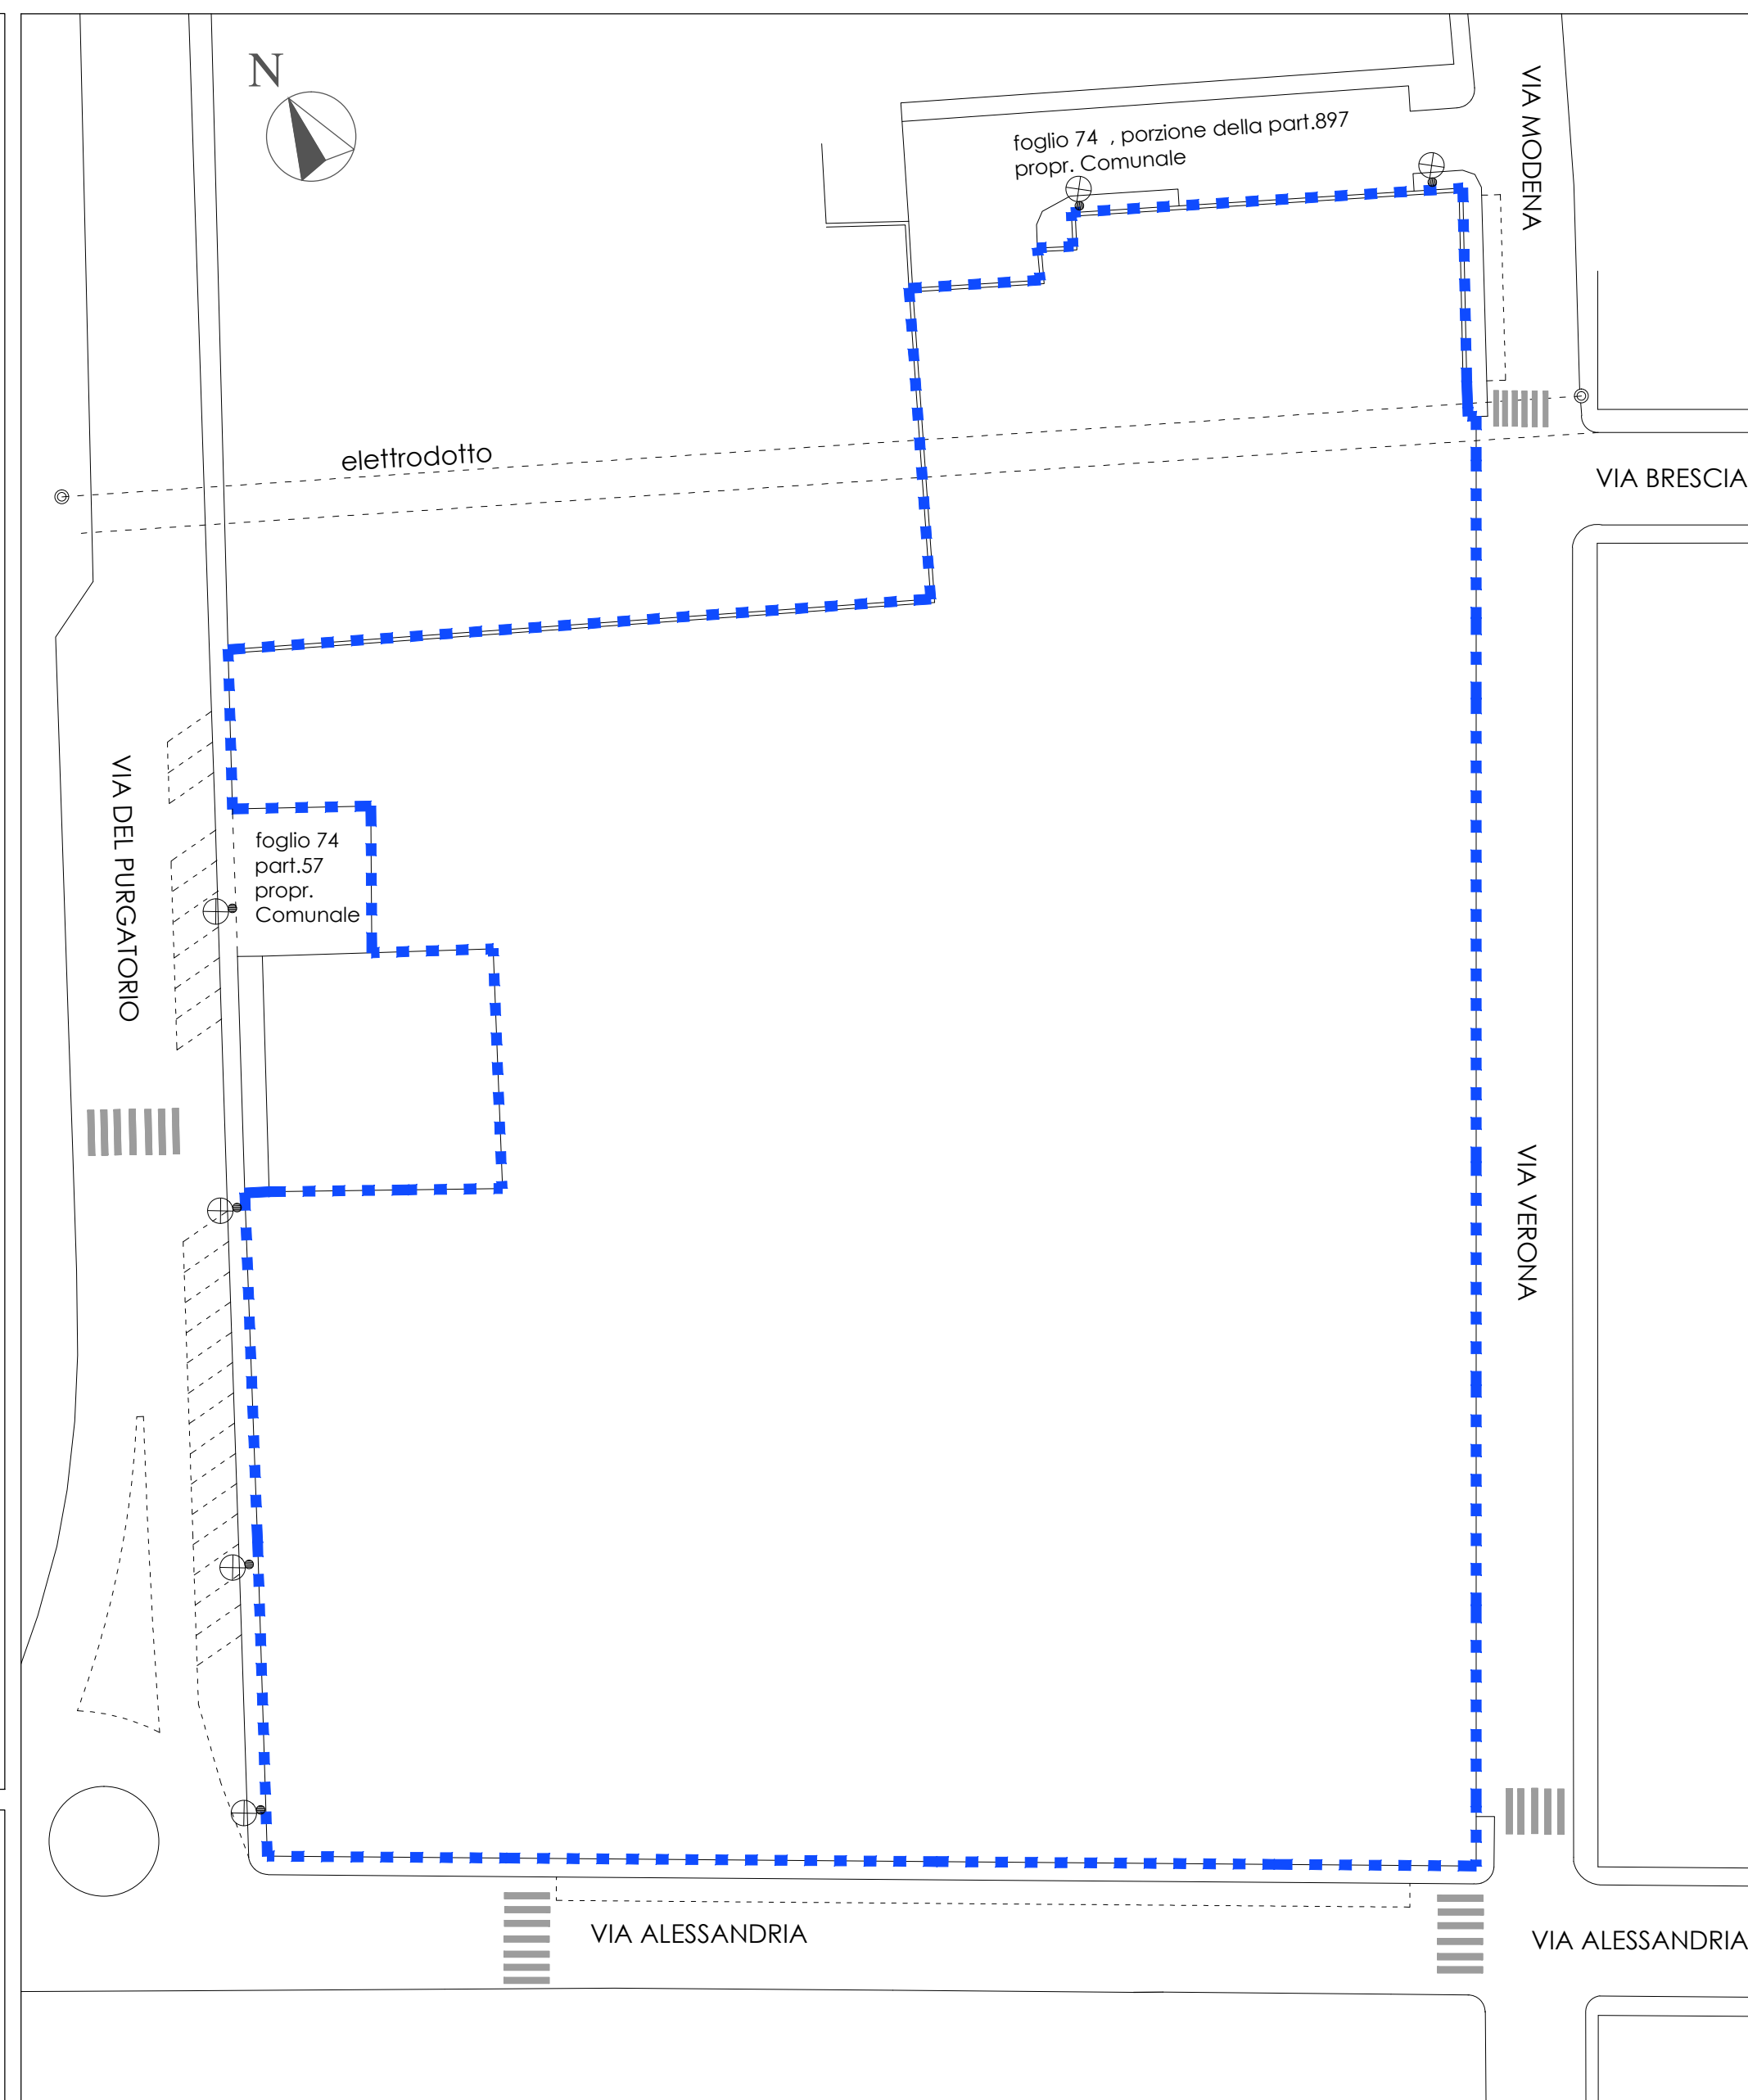 N
VIA MODENA
foglio 74 , porzione della part.897
propr. Comunale
elettrodotto
VIA BRESCIA
VIA DEL PURGATORIO
foglio 74
part.57
propr.
Comunale
VIA VERONA
VIA ALESSANDRIA
VIA ALESSANDRIA